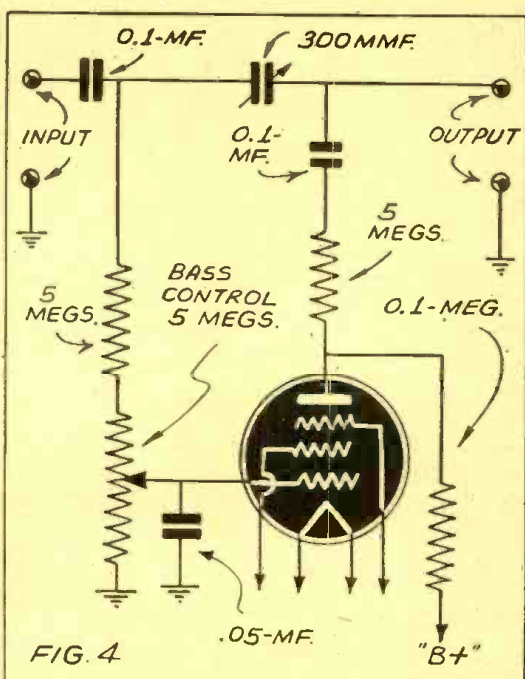 0.1-MF.
300 MMF.
INPUT
0.1-
MF.
OUTPUT
5
MEGS.
BASS
CONTROL
5 MEGS.
5
MEGS.
0.1-MEG.
.05-MF.
FIG. 4
"B+"